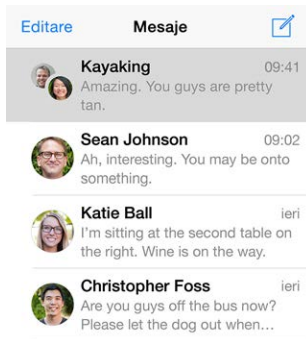 Editare Mesaje
Kayaking 09:41
Amazing. You guys are pretty
tan.
Sean Johnson 09:02
Ah, interesting. You may be onto
something.
Katie Ball ieri
I'm sitting at the second table on
the right. Wine is on the way.
Christopher Foss ieri
Are you guys off the bus now?
Please let the dog out when…